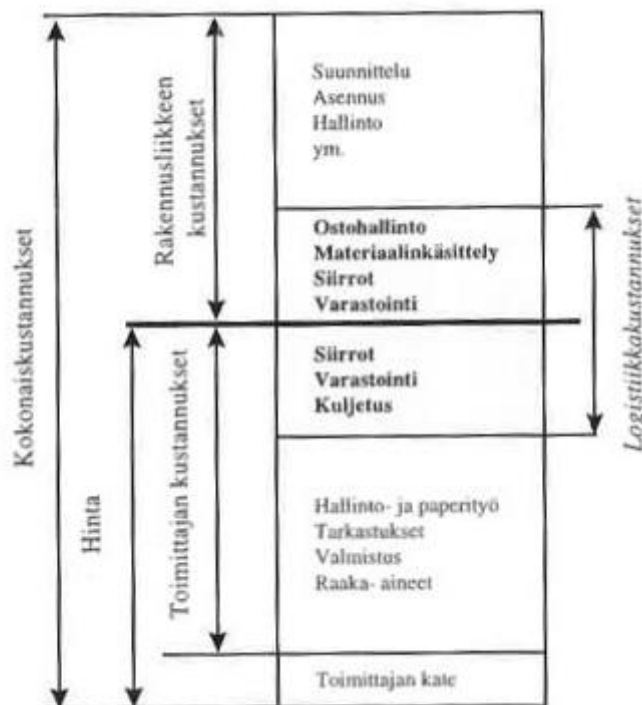 Kokonaiskustannukset
Hinta
Rakennusliikkeen
kustannukset
Toimittajan kustannukset
Suunnittelu
Asennus
Hallinto
ym.
Ostohallinto
Materiaalinkäsittely
Siirrot
Varastointi
Siirrot
Varastointi
Kuljetus
Hallinto- ja paperityö
Tarkastukset
Valmistus
Raaka- aineet
Toimittajan kate
Logistiikkakustannukset